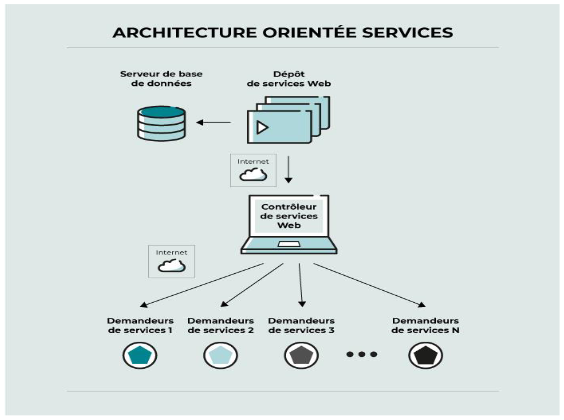 ARCHITECTURE ORIENTÉE SERVICES
Serveur de base
de données
Dépôt
de services Web
Internet
Contrôleur
de services
Web
Internet
Demandeurs
de services 1
Demandeurs
de services 2
Demandeurs
de services 3
Demandeurs
de services N